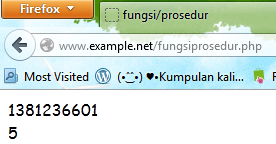 Firefox
fungsi/prosedur
www.example.net/fungsiprosedur.php
Most Visited
(•ˆ⌣ˆ•) ♥•Kumpulan kali...
1381236601
5